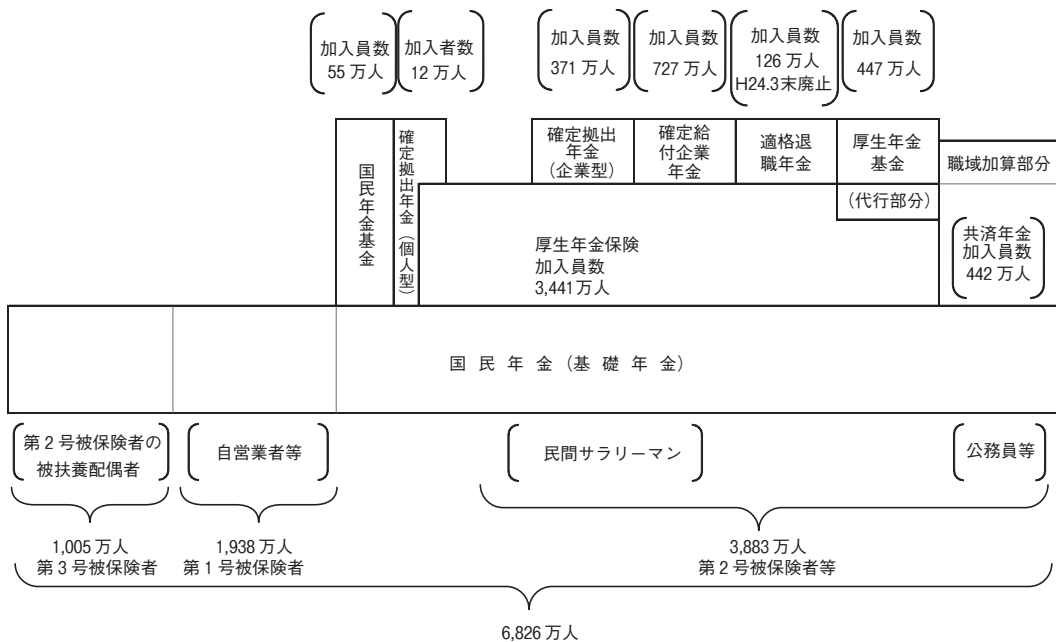 加入員数
55万人
加入者数
12万人
加入員数
371万人
加入員数
727万人
加入員数
126万人
H24.3末廃止
加入員数
447万人
国民年金基金
確定拠出年金（個人型）
確定拠出
年金
（企業型）
確定給
付企業
年金
適格退
職年金
厚生年金
基金
（代行部分）
職域加算部分
厚生年金保険
加入員数
3,441万人
共済年金
加入員数
442万人
国民年金（基礎年金）
第2号被保険者の
被扶養配偶者
自営業者等
民間サラリーマン
公務員等
1,005万人
第3号被保険者
1,938万人
第1号被保険者
3,883万人
第2号被保険者等
6,826万人